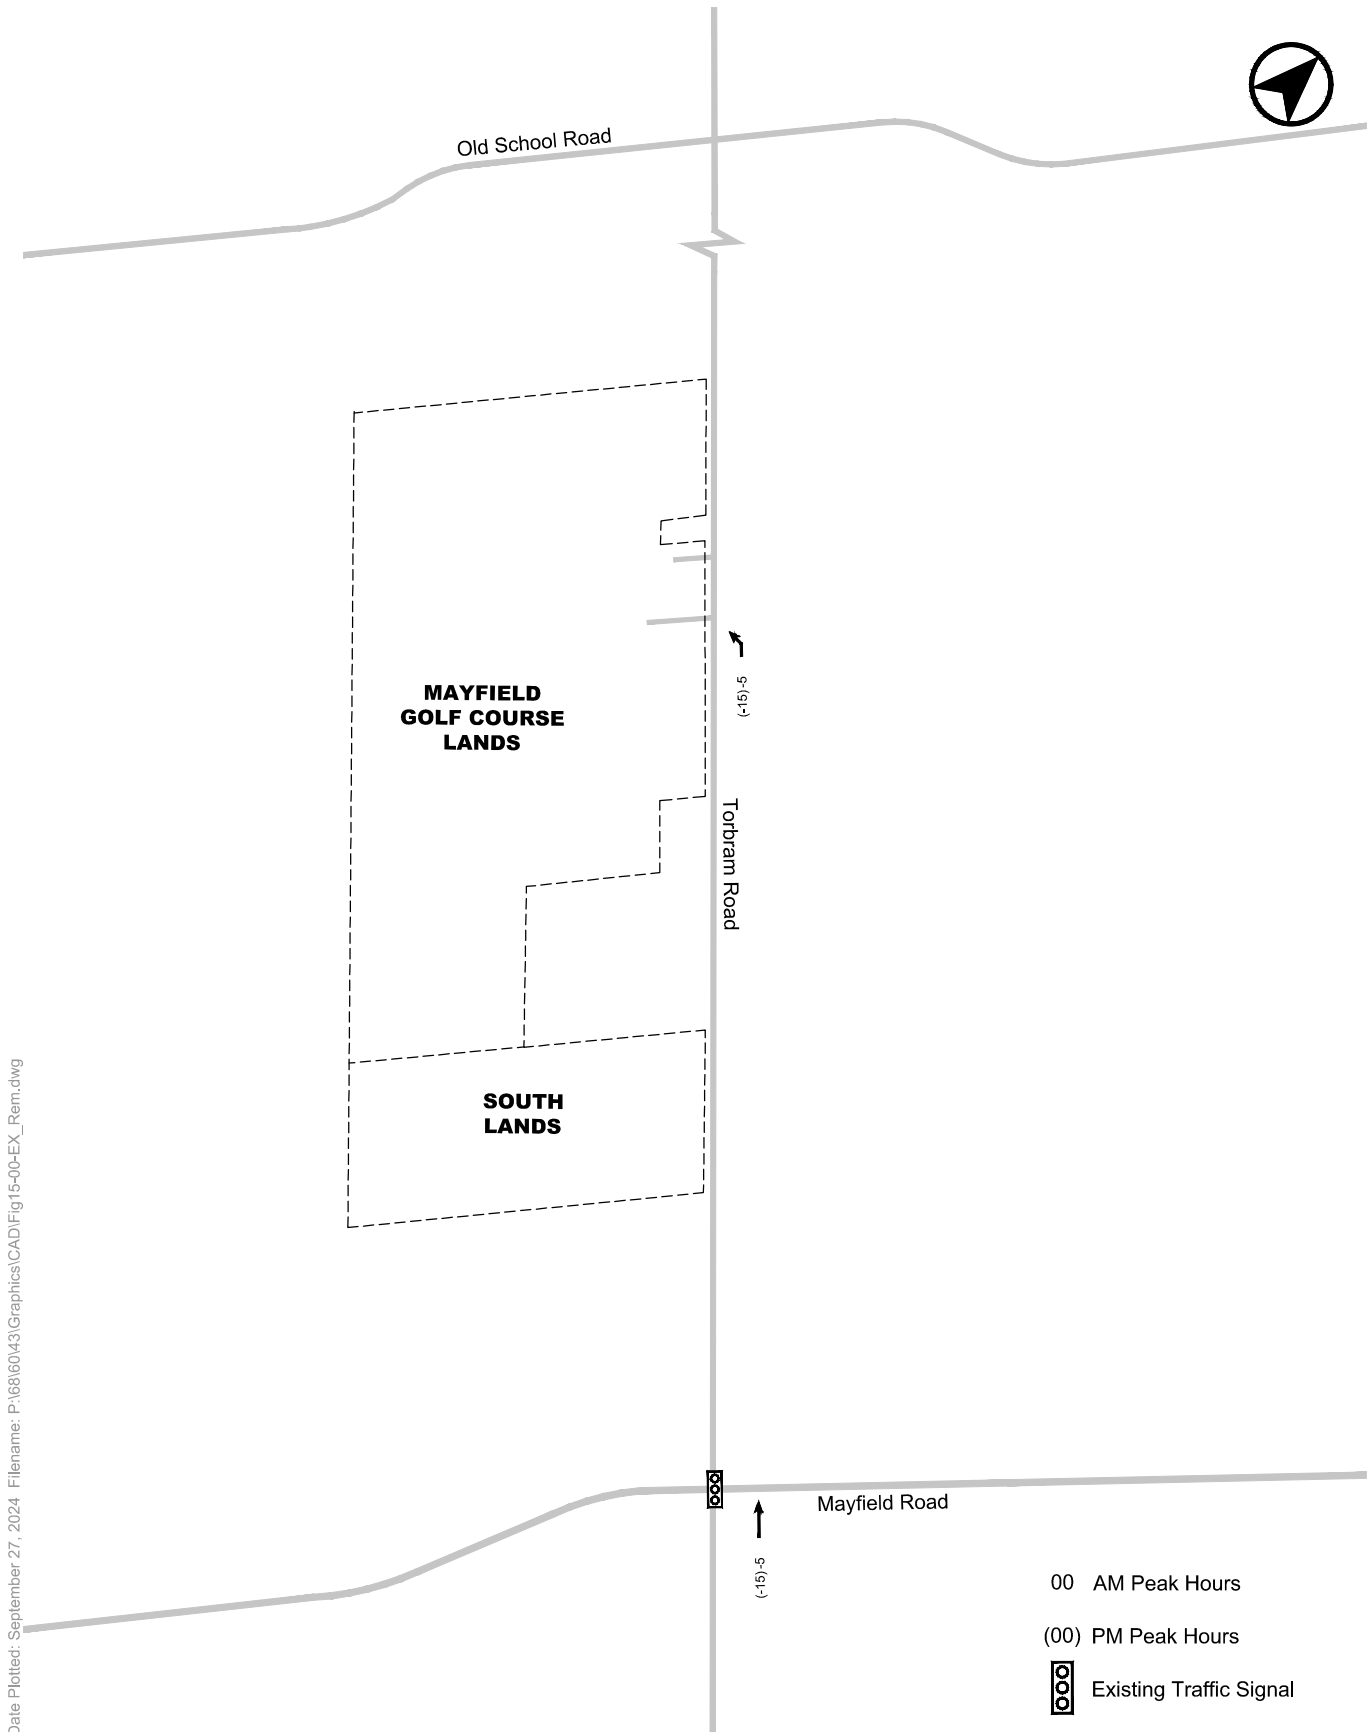 Old School Road
MAYFIELD
GOLF COURSE
LANDS
(-15)-5
Torbram Road
SOUTH
LANDS
Mayfield Road
(-15)-5
00 AM Peak Hours
(00) PM Peak Hours
Existing Traffic Signal
Date Plotted: September 27, 2024 Filename: P:\68\60\43\Graphics\CAD\Fig15-00-EX_Rem.dwg